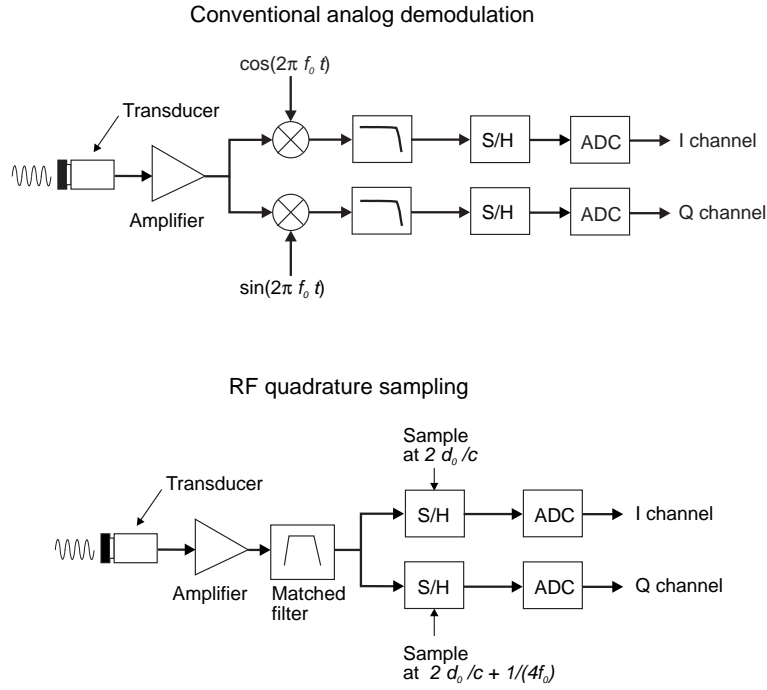 Conventional analog demodulation
cos(2π f₀ t)
Transducer
S/H
ADC
I channel
Amplifier
S/H
ADC
Q channel
sin(2π f₀ t)
RF quadrature sampling
Sample
at 2 d₀ /c
Transducer
S/H
ADC
I channel
Amplifier
Matched
filter
S/H
ADC
Q channel
Sample
at 2 d₀ /c + 1/(4f₀)